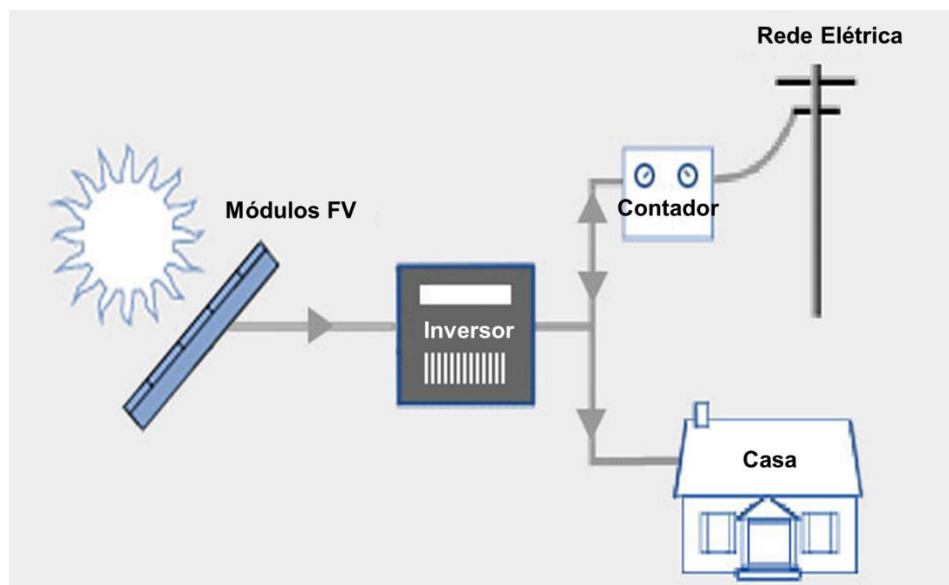 Rede Elétrica
Módulos FV
Contador
Inversor
Casa